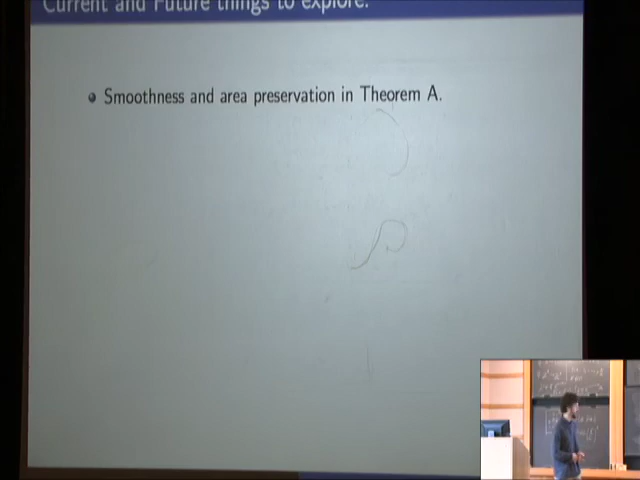 Current and Future things to explore.
Smoothness and area preservation in Theorem A.